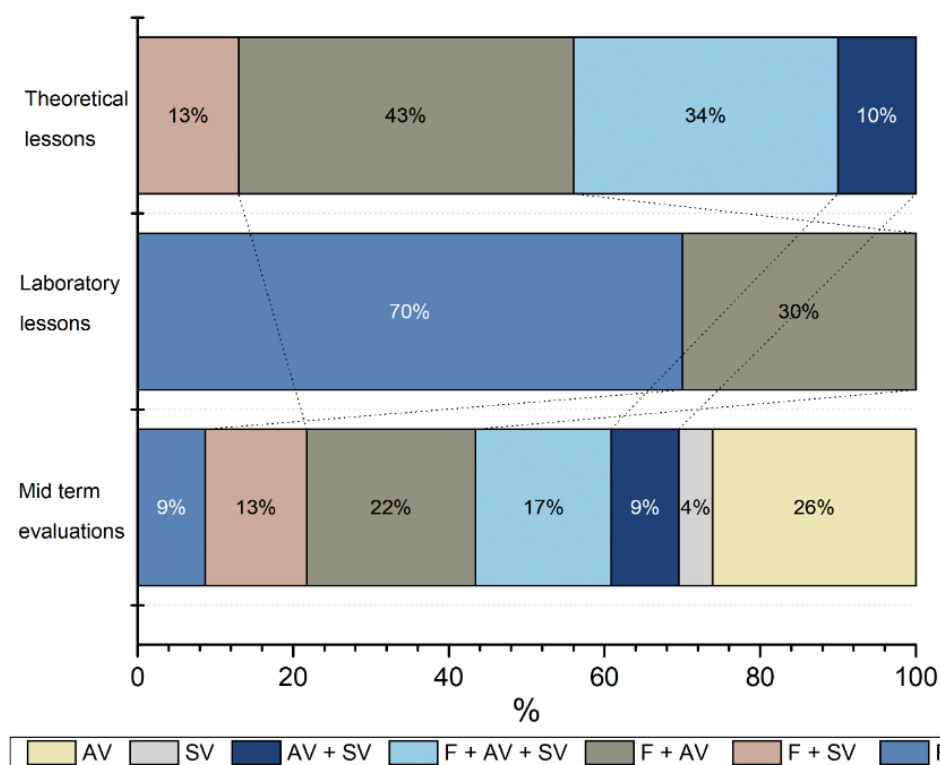 Theoretical
lessons
13% 43% 34% 10%
Laboratory
lessons
70% 30%
Mid term
evaluations
9% 13% 22% 17% 9% 4% 26%
0 20 40 60 80 100
%
AV SV AV + SV F + AV + SV F + AV F + SV